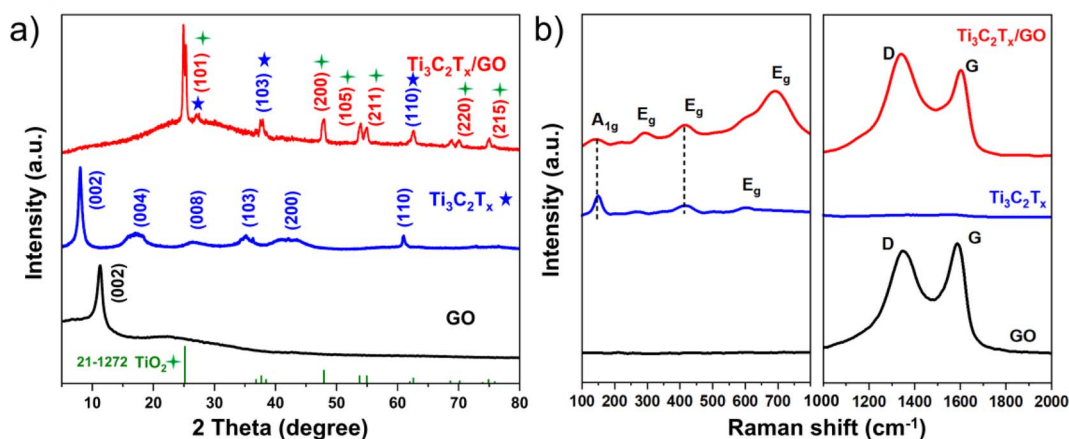 a)
Intensity (a.u.)
(101)
(103)
(200)
(105)
(211)
(110)
(220)
(215)
Ti₃C₂Tₓ/GO
(002)
(004)
(008)
(103)
(200)
(110)
Ti₃C₂Tₓ ★
(002)
GO
21-1272 TiO₂
10 20 30 40 50 60 70 80
2 Theta (degree)
b)
Intensity (a.u.)
A₁g
Eg
Eg
Eg
Eg
D
G
Ti₃C₂Tₓ/GO
Ti₃C₂Tₓ
D
G
GO
100 200 300 400 500 600 700 800
1000 1200 1400 1600 1800 2000
Raman shift (cm⁻¹)